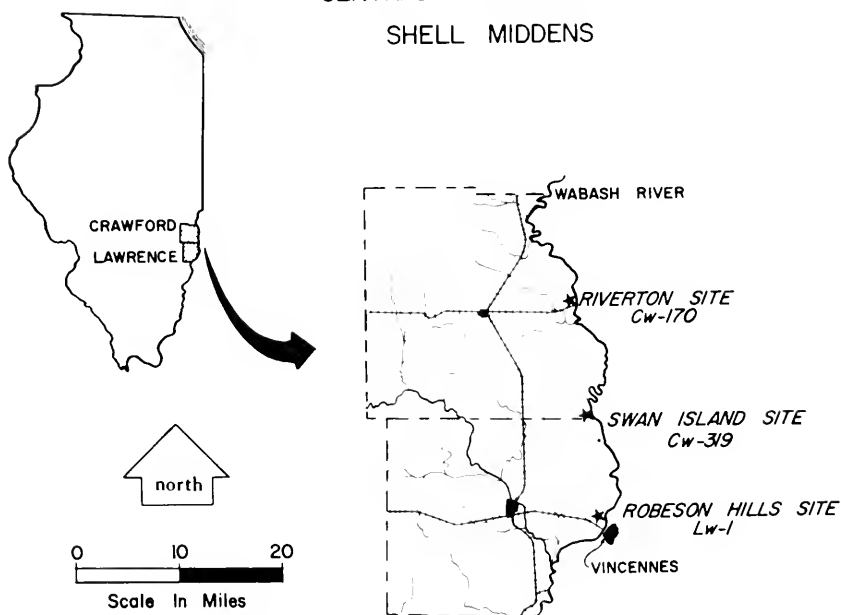 SHELL MIDDENS
CRAWFORD
LAWRENCE
WABASH RIVER
RIVERTON SITE
Cw-170
SWAN ISLAND SITE
Cw-319
north
ROBESON HILLS SITE
Lw-1
VINCENNES
0 10 20
Scale In Miles